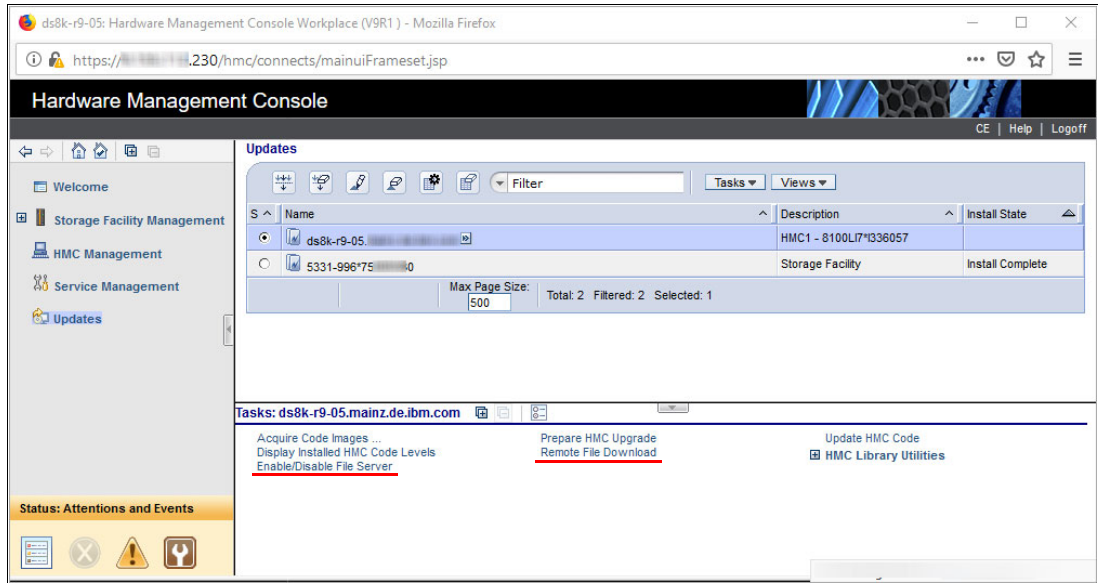 ds8k-r9-05: Hardware Management Console Workplace (V9R1 ) - Mozilla Firefox
https:// .230/hmc/connects/mainuiFrameset.jsp
Hardware Management Console
CE | Help | Logoff
Updates
Welcome
Storage Facility Management
HMC Management
Service Management
Updates
Filter
Tasks
Views
S ^ Name ^ Description ^ Install State
ds8k-r9-05. HMC1 - 8100LI7*I336057
5331-996*75 0 Storage Facility Install Complete
Max Page Size:
500
Total: 2 Filtered: 2 Selected: 1
Tasks: ds8k-r9-05.mainz.de.ibm.com
Acquire Code Images ...
Display Installed HMC Code Levels
Enable/Disable File Server
Prepare HMC Upgrade
Remote File Download
Update HMC Code
HMC Library Utilities
Status: Attentions and Events